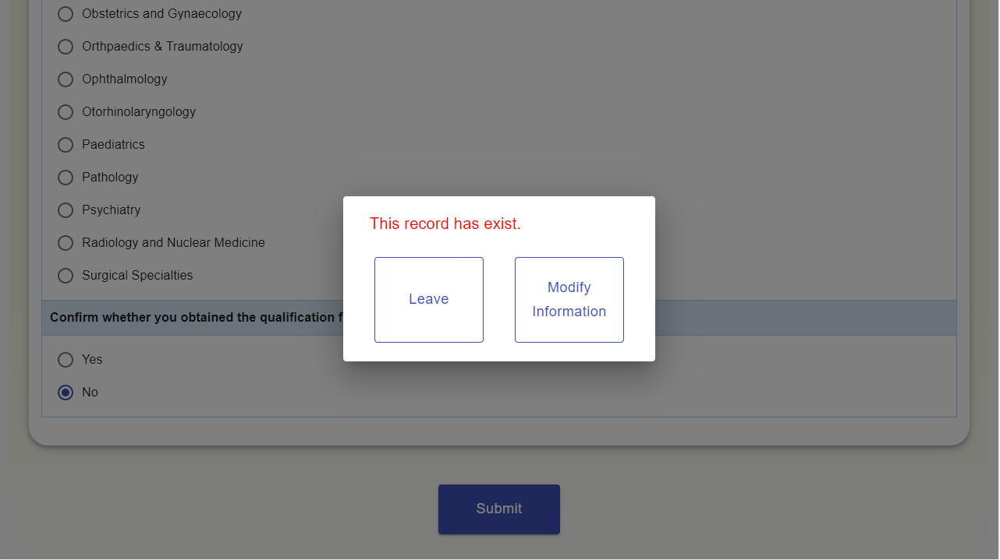 Obstetrics and Gynaecology
Orthpaedics & Traumatology
Ophthalmology
Otorhinolaryngology
Paediatrics
Pathology
Psychiatry
Radiology and Nuclear Medicine
Surgical Specialties
Confirm whether you obtained the qualification
Yes
No
This record has exist.
Leave
Modify
Information
Submit